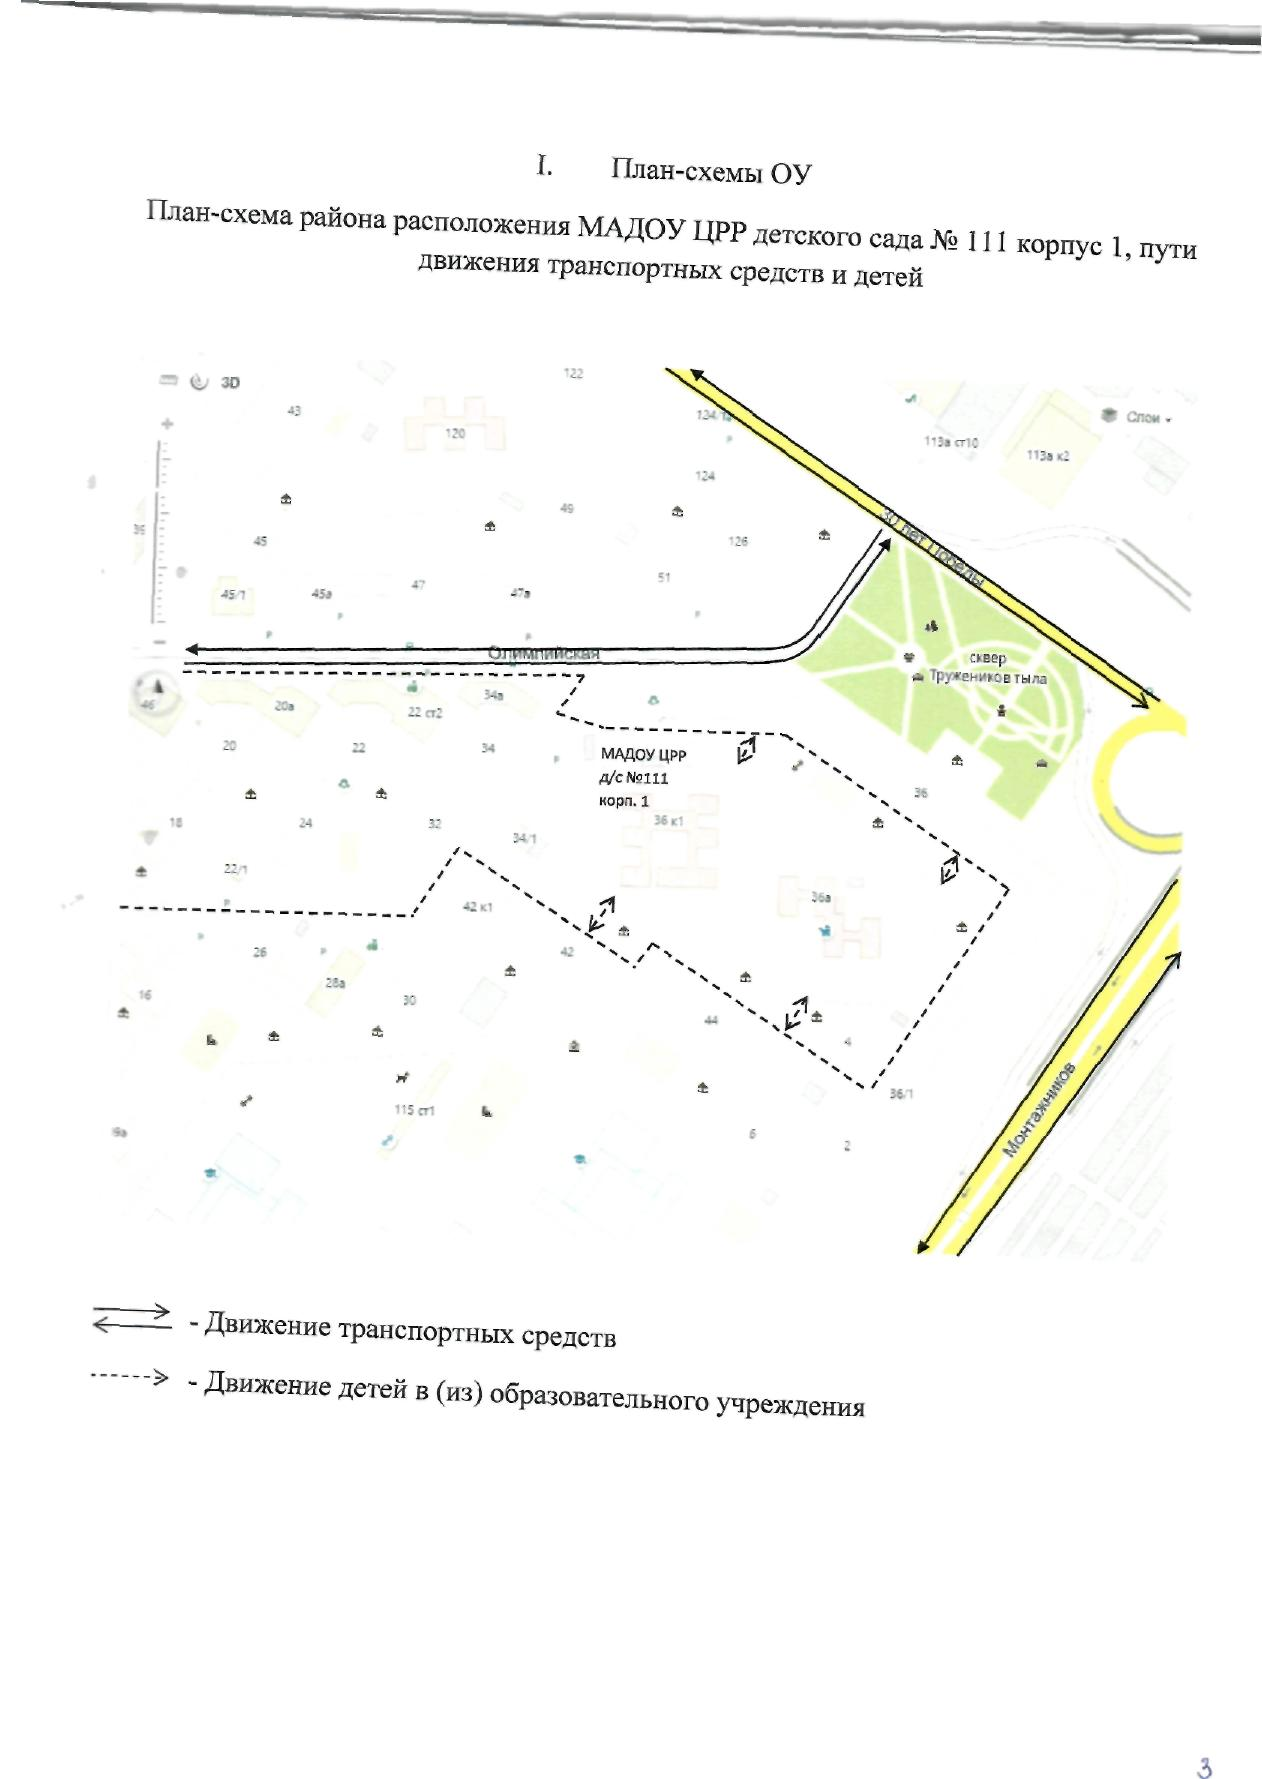 I. План-схемы ОУ
План-схема района расположения МАДОУ ЦРР детского сада № 111 корпус 1, пути
движения транспортных средств и детей
3D
122
43
120
124/1
113а ст10
113а к2
Слои
124
49
45
126
51
47
45/1
45а
47а
30 лет Победы
Олимпийская
сквер
Тружеников тыла
46
20а
22 ст2
34а
20
22
34
МАДОУ ЦРР
д/с №111
корп. 1
36
18
24
32
34/1
36 к1
22/1
42 к1
36а
26
42
28а
16
30
44
4
36/1
115 ст1
9а
6
2
Монтажников
- Движение транспортных средств
- Движение детей в (из) образовательного учреждения
3